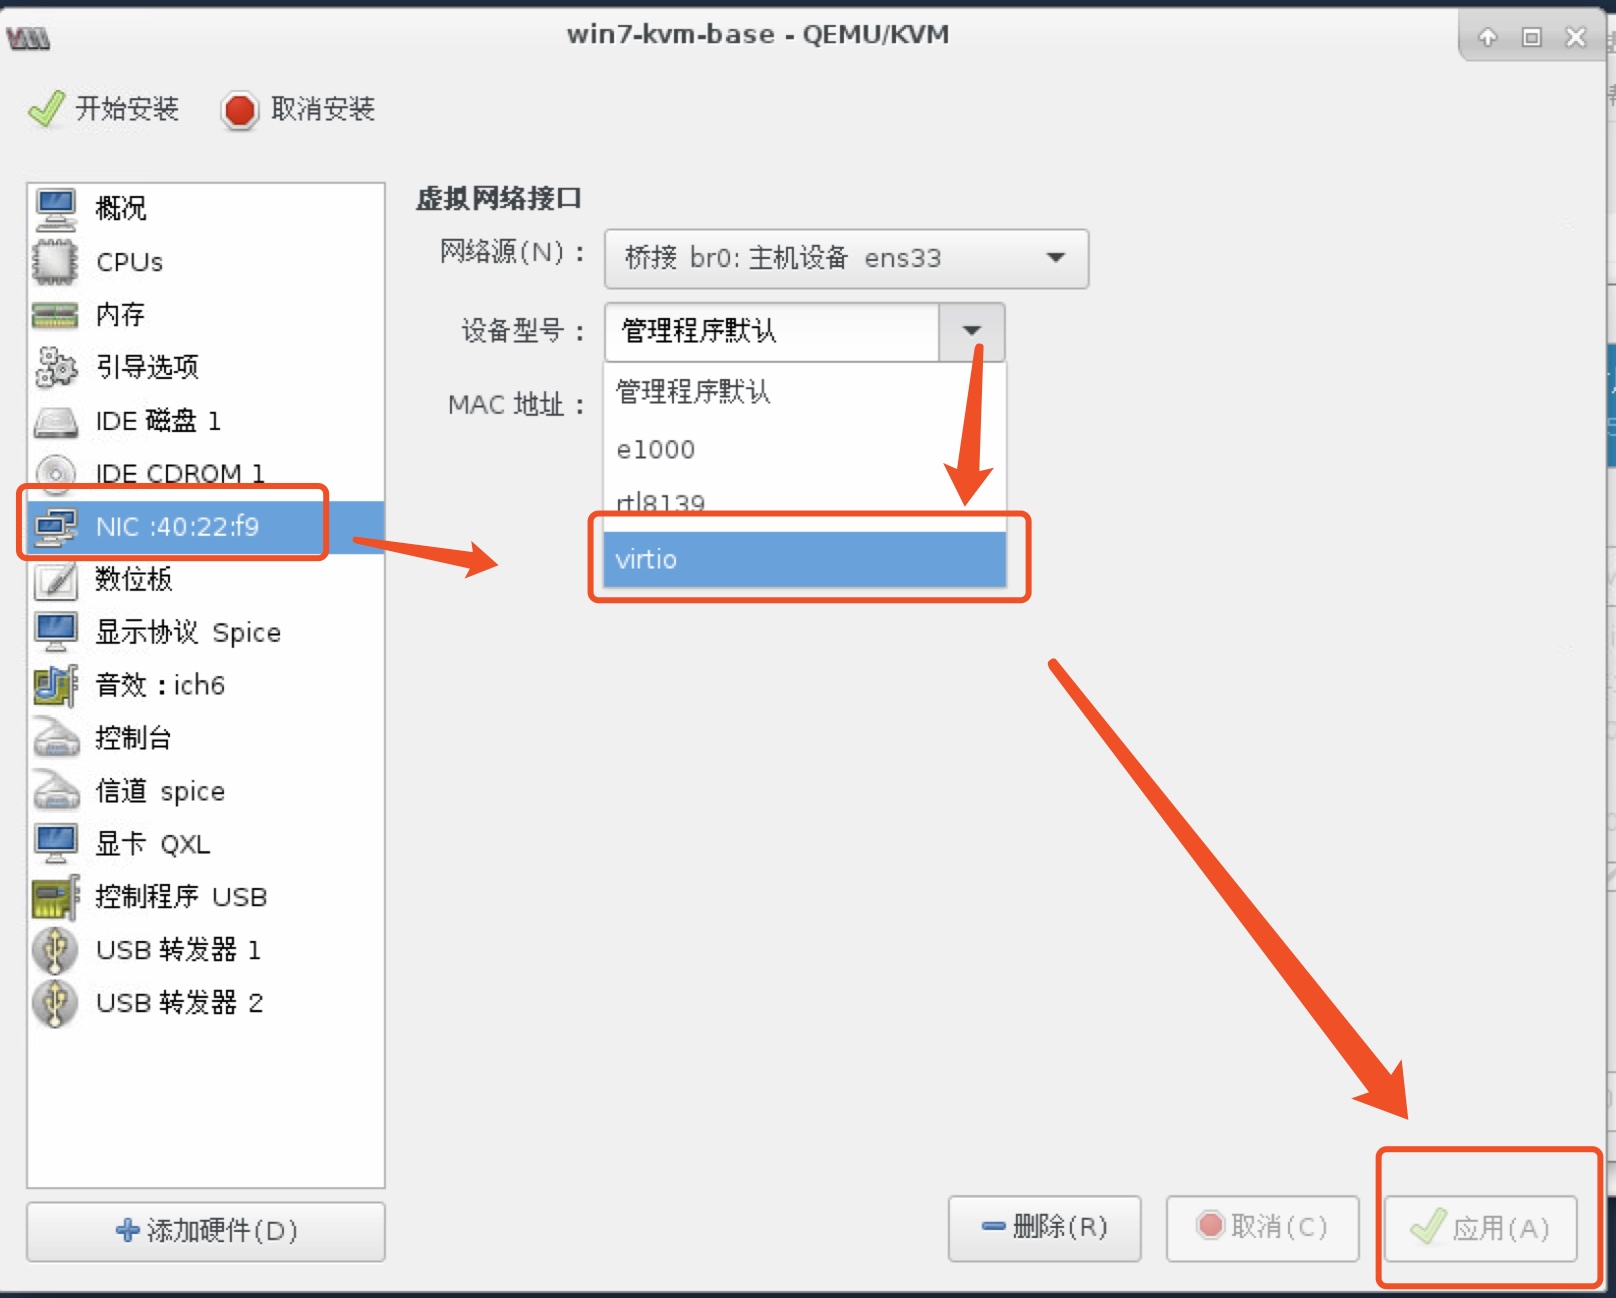 win7-kvm-base - QEMU/KVM
开始安装 取消安装
概况
CPUs
内存
引导选项
IDE 磁盘 1
IDE CDROM 1
NIC :40:22:f9
数位板
显示协议 Spice
音效：ich6
控制台
信道 spice
显卡 QXL
控制程序 USB
USB 转发器 1
USB 转发器 2
添加硬件(D)
虚拟网络接口
网络源(N)： 桥接 br0: 主机设备 ens33
设备型号： 管理程序默认
MAC 地址：
管理程序默认
e1000
rtl8139
virtio
删除(R) 取消(C) 应用(A)